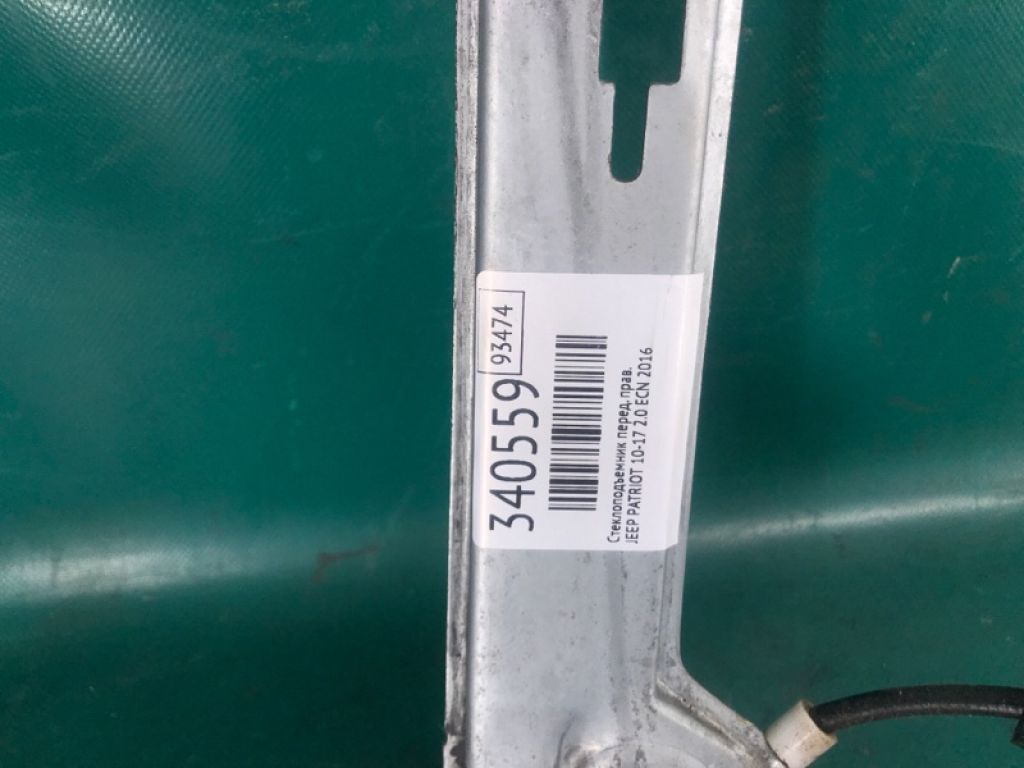 340559
93474
Стеклоподъемник перед. прав.
JEEP PATRIOT 10-17 2.0 ECN 2016